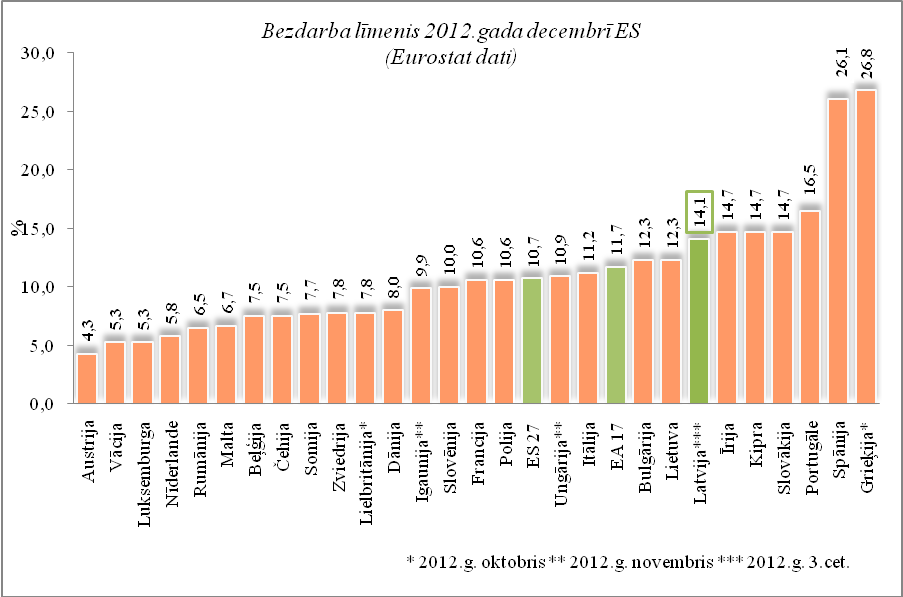 Bezdarba līmenis 2012.gada decembrī ES
(Eurostat dati)
%
30,0
25,0
20,0
15,0
10,0
5,0
0,0
4,3
5,3
5,3
5,8
6,5
6,7
7,5
7,5
7,7
7,8
7,8
8,0
9,9
10,0
10,6
10,6
10,7
10,9
11,2
11,7
12,3
12,3
14,1
14,7
14,7
14,7
16,5
26,1
26,8
Austrija
Vācija
Luksemburga
Nīderlande
Rumānija
Malta
Beļģija
Čehija
Somija
Zviedrija
Lielbritānija*
Dānija
Igaunija**
Slovēnija
Francija
Polija
ES 27
Ungārija**
Itālija
EA 17
Bulgārija
Lietuva
Latvija***
Īrija
Kipra
Slovākija
Portugāle
Spānija
Grieķija*
* 2012.g. oktobris ** 2012.g. novembris *** 2012.g. 3.cet.